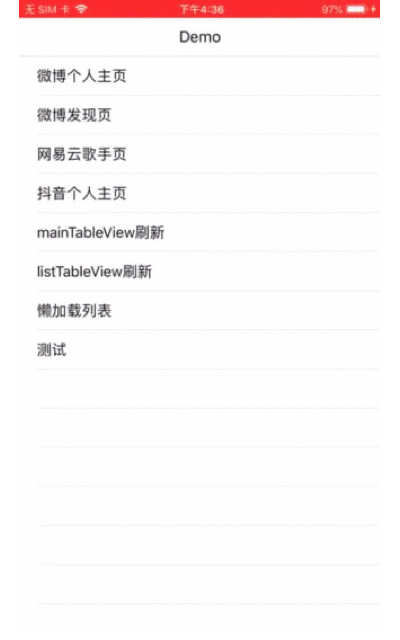 无 SIM 卡 下午4:36 97%
Demo
微博个人主页
微博发现页
网易云歌手页
抖音个人主页
mainTableView刷新
listTableView刷新
懒加载列表
测试